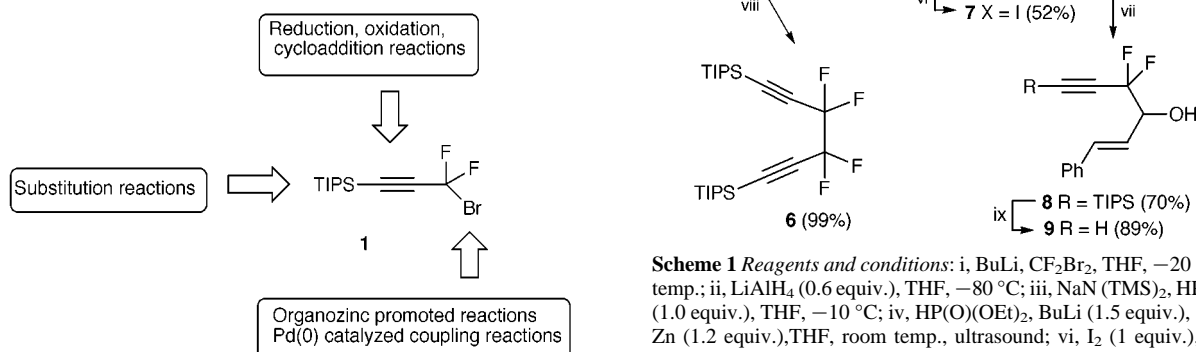 Reduction, oxidation,
cycloaddition reactions
Substitution reactions
TIPS
F
F
Br
1
Organozinc promoted reactions
Pd(0) catalyzed coupling reactions
viii
7 X = I (52%)
vii
TIPS
F
F
F
F
TIPS
6 (99%)
F
F
R
OH
Ph
8 R = TIPS (70%)
ix
9 R = H (89%)
Scheme 1 Reagents and conditions: i, BuLi, CF₂Br₂, THF, −20
temp.; ii, LiAlH₄ (0.6 equiv.), THF, −80 °C; iii, NaN (TMS)₂,
(1.0 equiv.), THF, −10 °C; iv, HP(O)(OEt)₂, BuLi (1.5 equiv.),
Zn (1.2 equiv.),THF, room temp., ultrasound; vi, I₂ (1 equiv.)